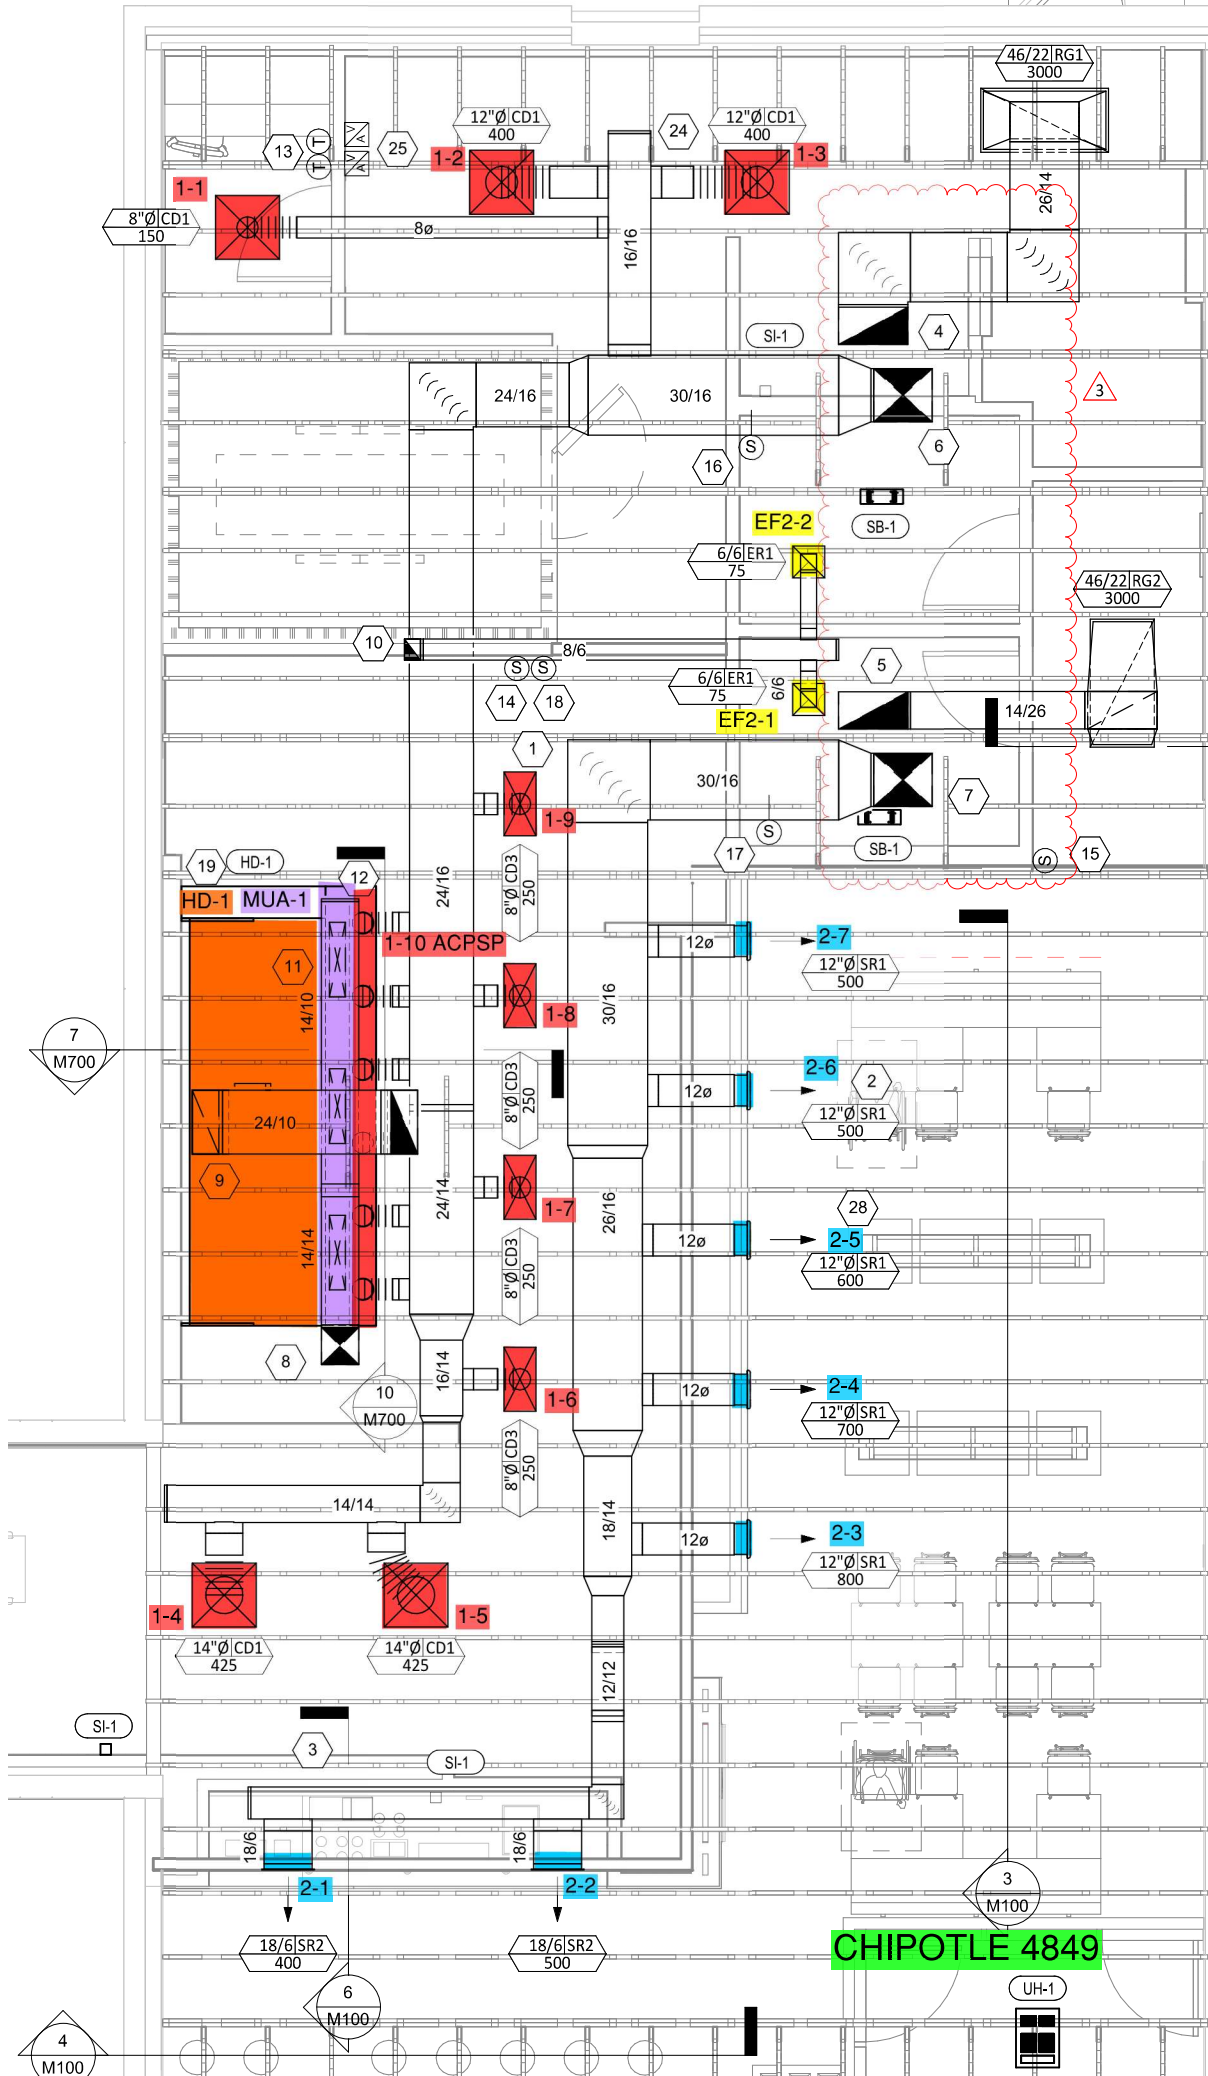 46/22 RG1
3000
12"Ø CD1
400
24
12"Ø CD1
400
13
T
T
V
A
V
A
25
1-2
1-3
1-1
26/14
8"Ø CD1
150
8ø
16/16
SI-1
4
3
24/16
30/16
6
S
16
EF2-2
SB-1
6/6 ER1
75
46/22 RG2
3000
10
8/6
S
S
5
6/6 ER1
75
6/6
14
18
EF2-1
14/26
1
30/16
7
1-9
S
SB-1
17
S
15
19
HD-1
12
24/16
8"Ø CD3
250
HD-1
MUA-1
1-10 ACPSP
12ø
2-7
11
12"Ø SR1
500
14/10
1-8
30/16
7
M700
2-6
2
8"Ø CD3
250
12ø
24/10
12"Ø SR1
500
9
24/14
1-7
26/16
28
14/14
8"Ø CD3
250
12ø
2-5
12"Ø SR1
600
8
16/14
10
M700
1-6
12ø
2-4
12"Ø SR1
700
8"Ø CD3
250
14/14
18/14
12ø
2-3
12"Ø SR1
800
1-4
1-5
14"Ø CD1
425
14"Ø CD1
425
12/12
SI-1
3
SI-1
18/6
18/6
2-1
2-2
3
M100
18/6 SR2
400
18/6 SR2
500
CHIPOTLE 4849
6
M100
UH-1
4
M100